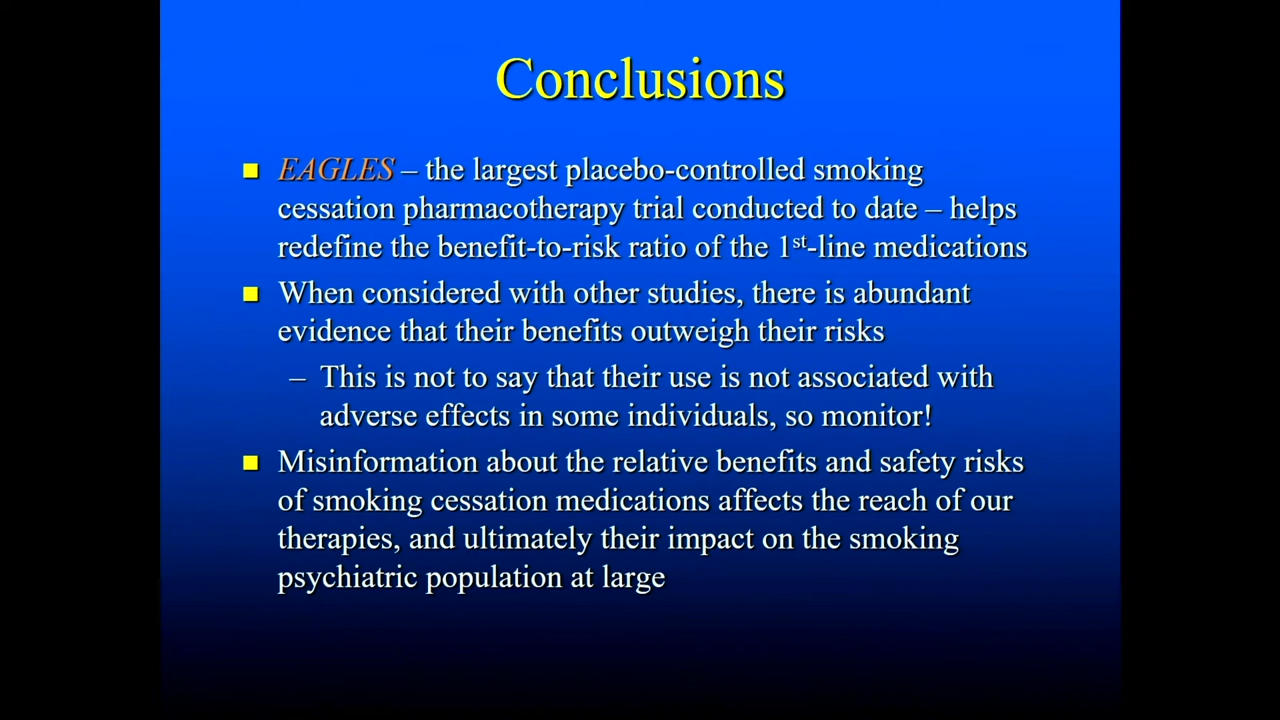 Conclusions
EAGLES – the largest placebo-controlled smoking
cessation pharmacotherapy trial conducted to date – helps
redefine the benefit-to-risk ratio of the 1st-line medications
When considered with other studies, there is abundant
evidence that their benefits outweigh their risks
– This is not to say that their use is not associated with
adverse effects in some individuals, so monitor!
Misinformation about the relative benefits and safety risks
of smoking cessation medications affects the reach of our
therapies, and ultimately their impact on the smoking
psychiatric population at large